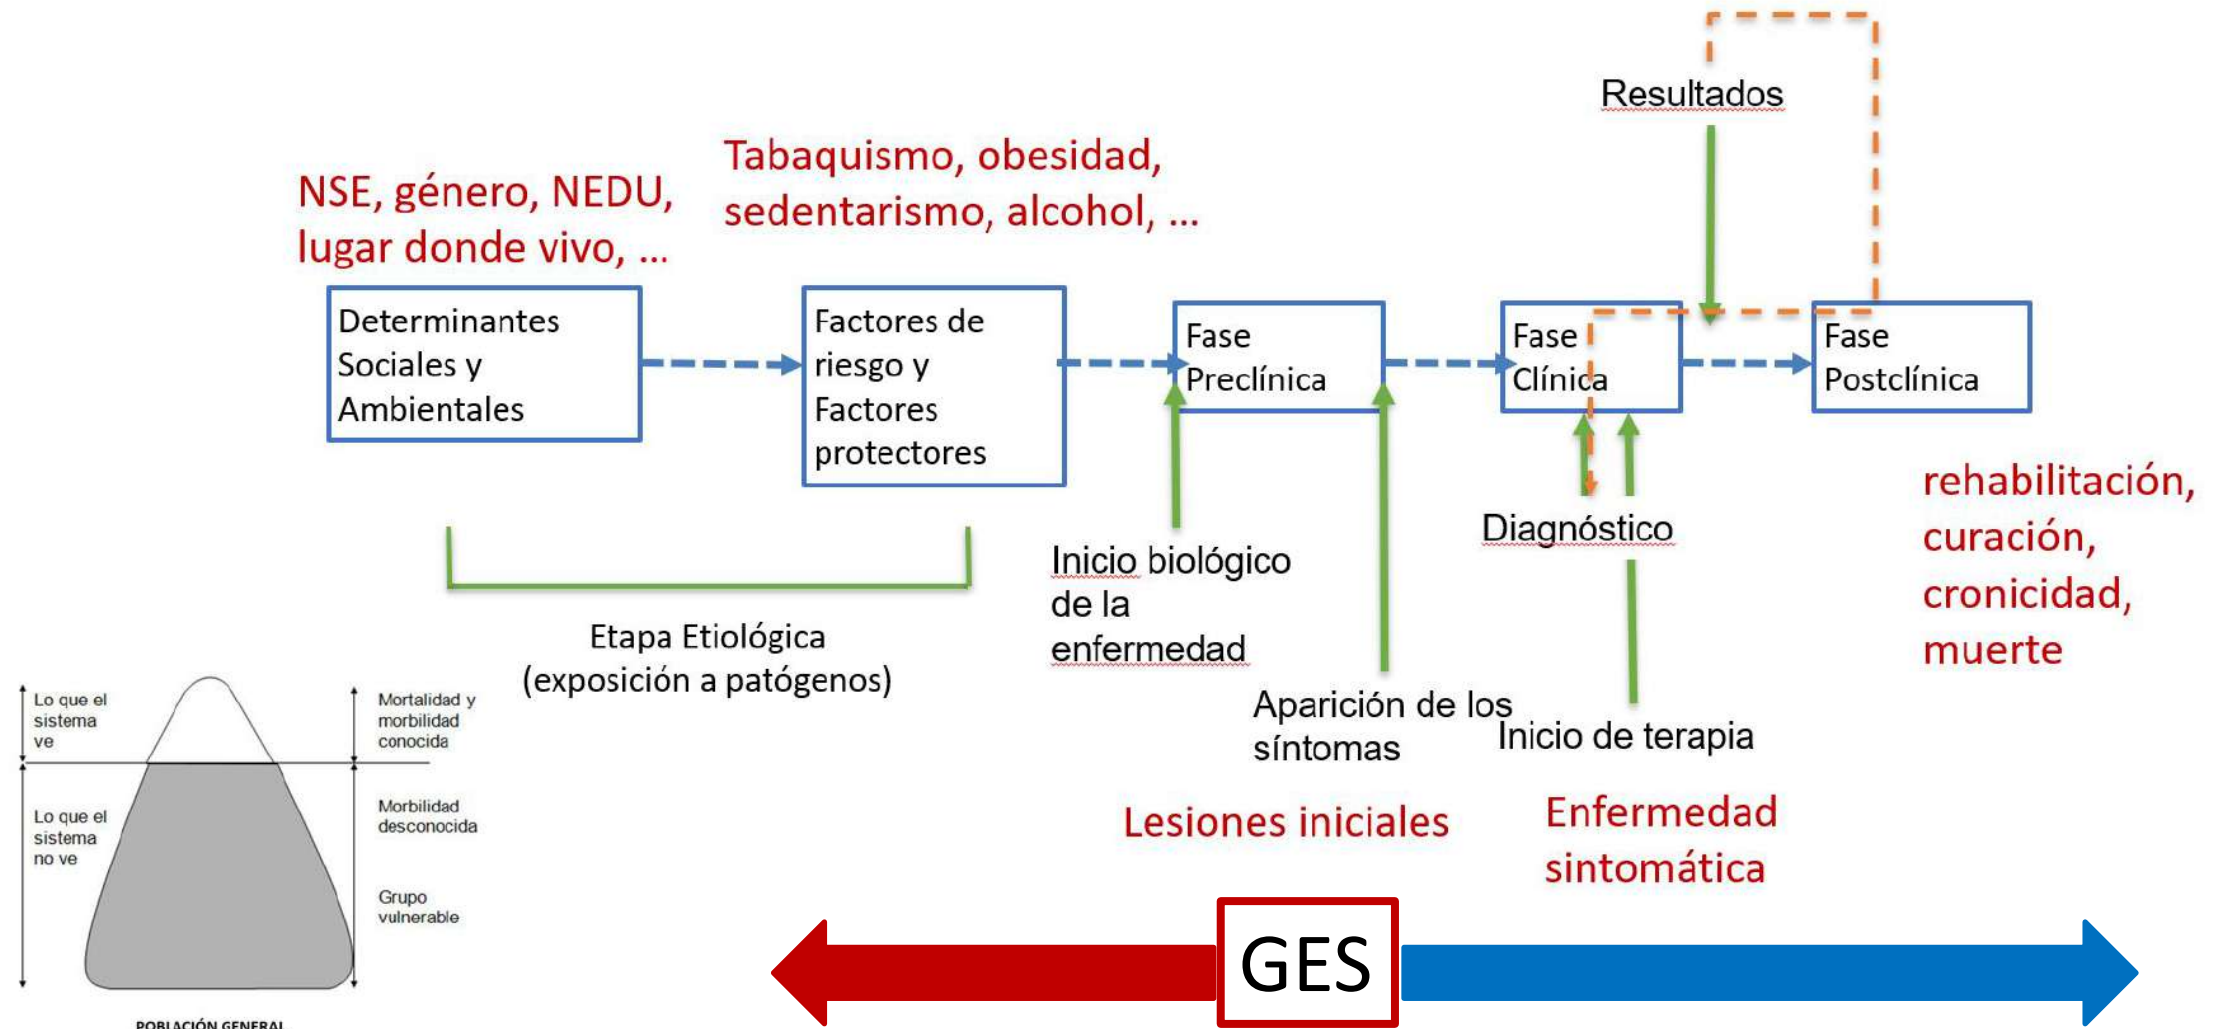 Resultados
Tabaquismo, obesidad,
sedentarismo, alcohol, ...
NSE, género, NEDU,
lugar donde vivo, ...
Determinantes
Sociales y
Ambientales
Factores de
riesgo y
Factores
protectores
Fase
Preclínica
Fase
Clínica
Fase
Postclínica
Inicio biológico
de la
enfermedad
Diagnóstico
rehabilitación,
curación,
cronicidad,
muerte
Etapa Etiológica
(exposición a patógenos)
Aparición de los
síntomas
Inicio de terapia
Lesiones iniciales
Enfermedad
sintomática
Lo que el
sistema
ve
Mortalidad y
morbilidad
conocida
Lo que el
sistema
no ve
Morbilidad
desconocida
Grupo
vulnerable
POBLACIÓN GENERAL
GES